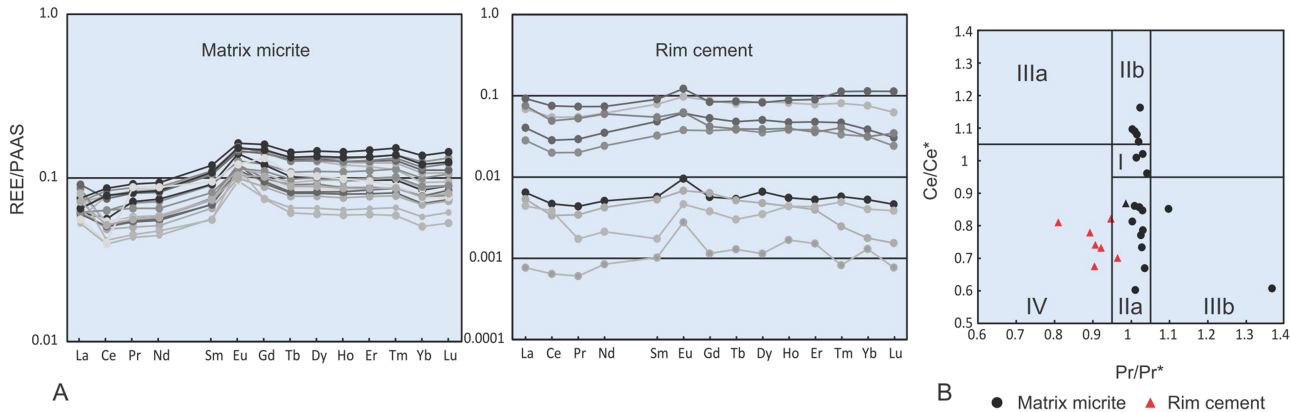 REE/PAAS
1.0
0.1
0.01
Matrix micrite
La Ce Pr Nd Sm Eu Gd Tb Dy Ho Er Tm Yb Lu
A
1.0
0.1
0.010
0.001
0.0001
Rim cement
La Ce Pr Nd Sm Eu Gd Tb Dy Ho Er Tm Yb Lu
Ce/Ce*
1.4
1.3
1.2
1.1
1
0.9
0.8
0.7
0.6
0.5
IIIa
IIb
I
IV
IIa
IIIb
0.6 0.7 0.8 0.9 1 1.1 1.2 1.3 1.4
Pr/Pr*
B
Matrix micrite
Rim cement